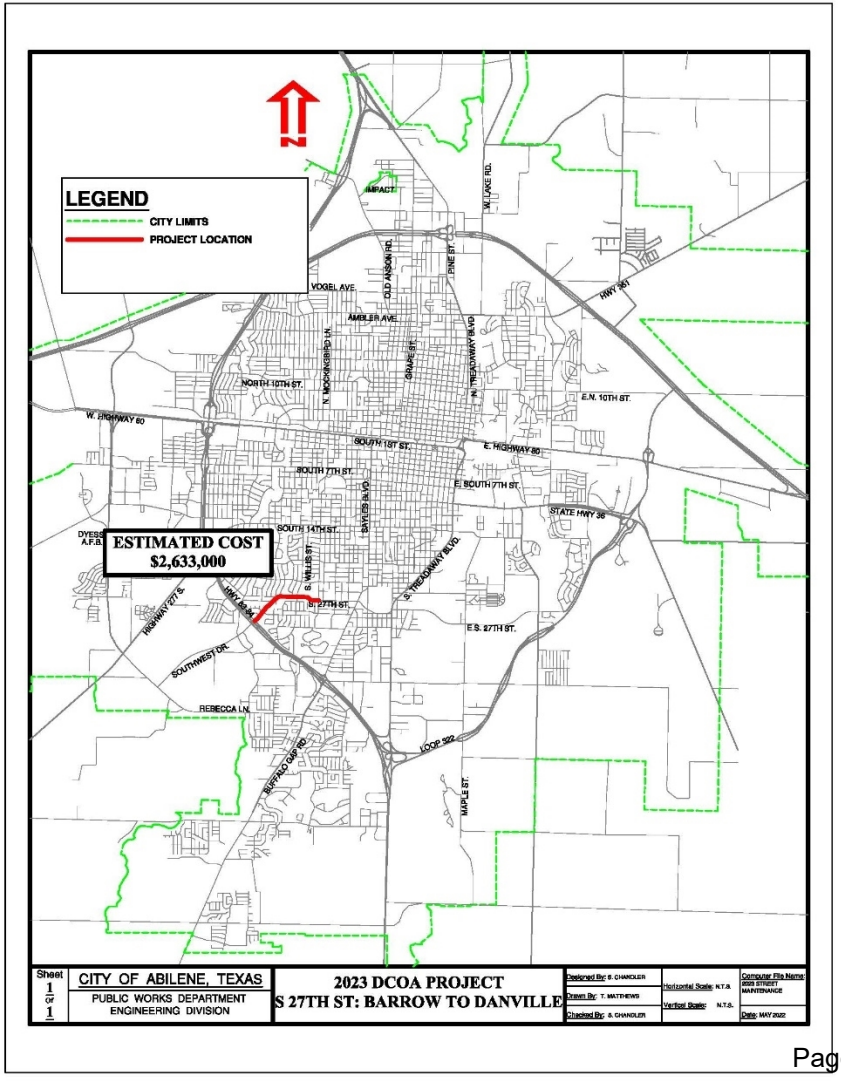 N
LEGEND
CITY LIMITS
PROJECT LOCATION
IMPACT
W. LAKE RD.
OLD ANSON RD.
PINE ST.
VOGEL AVE.
HWY 351
AMBLER AVE.
N. MOCKINGBIRD LN.
GRAPE ST.
N. TREADAWAY BLVD.
NORTH 10TH ST.
E.N. 10TH ST.
W. HIGHWAY 80
SOUTH 1ST ST.
E. HIGHWAY 80
SOUTH 7TH ST.
E. SOUTH 7TH ST.
SAYLES BLVD.
STATE HWY 36
SOUTH 14TH ST.
DYESS
A.F.B.
ESTIMATED COST
$2,633,000
S. WILLIS ST.
S. TREADAWAY BLVD.
HWY 83-84
HIGHWAY 277 S.
S. 27TH ST.
E.S. 27TH ST.
SOUTHWEST DR.
REBECCA LN.
LOOP 322
BUFFALO GAP RD.
MAPLE ST.
Sheet
1
of
1
CITY OF ABILENE, TEXAS
PUBLIC WORKS DEPARTMENT
ENGINEERING DIVISION
2023 DCOA PROJECT
S 27TH ST: BARROW TO DANVILLE
Designed By: S. CHANDLER
Drawn By: T. MATTHEWS
Checked By: S. CHANDLER
Horizontal Scale: N.T.S.
Vertical Scale: N.T.S.
Computer File Name:
2023 STREET
MAINTENANCE
Date: MAY 2022
Pag